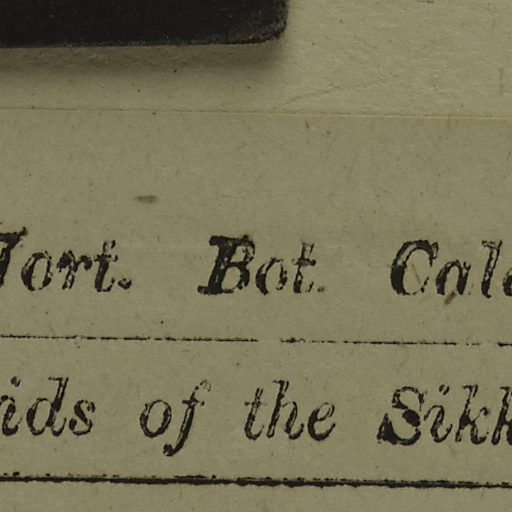 Hort. Bot. Calc
ids of the Sikk